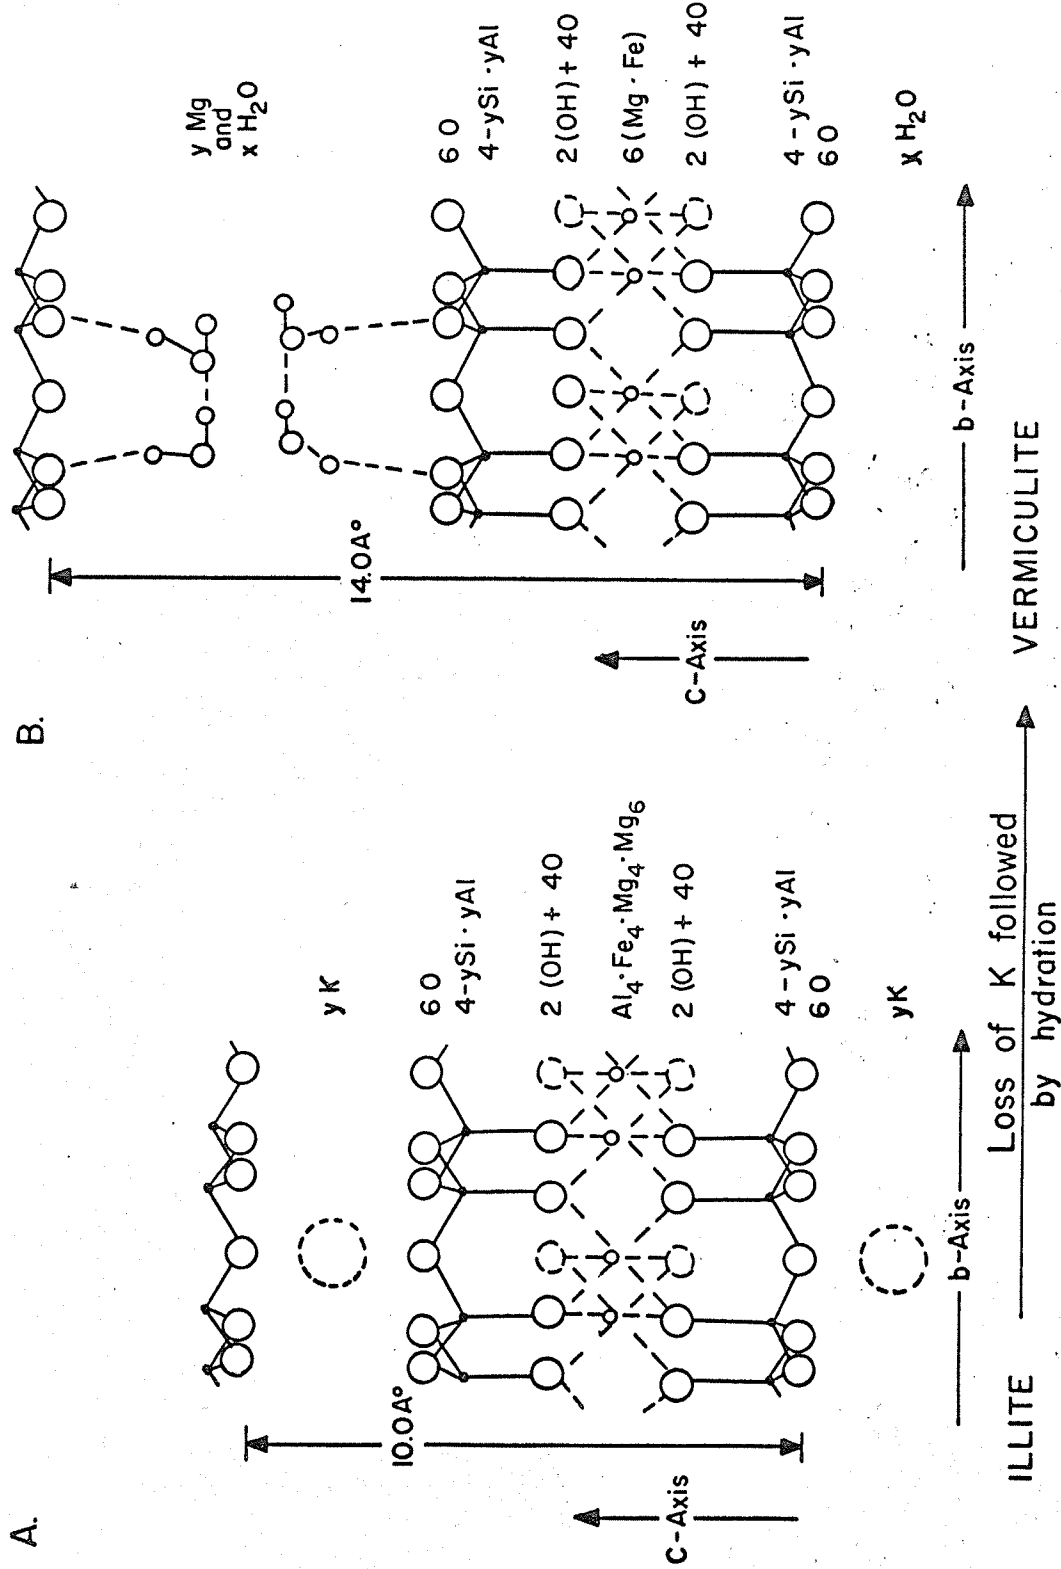 A.
yK
6 O
4-ySi·yAl
2 (OH) + 4O
Al4·Fe4·Mg4·Mg6
2 (OH) + 4O
4-ySi·yAl
6 O
yK
10.0A°
C-Axis
b-Axis
ILLITE
Loss of K followed
by hydration
B.
y Mg
and
x H2O
6 O
4-ySi·yAl
2 (OH) + 4O
6 (Mg·Fe)
2 (OH) + 4O
4-ySi·yAl
6 O
x H2O
14.0A°
C-Axis
b-Axis
VERMICULITE